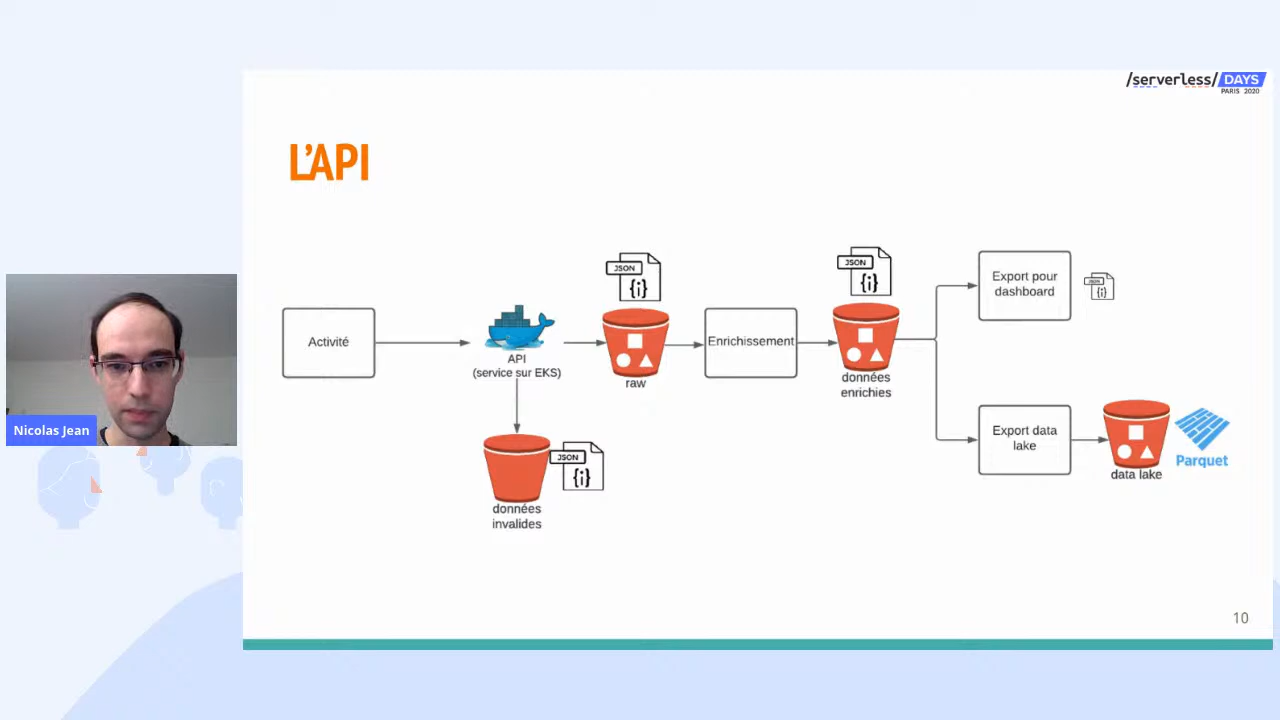 /serverless/ DAYS
PARIS 2020
L'API
JSON
{i}
JSON
{i}
Export pour
dashboard
JSON
{i}
Activité
API
(service sur EKS)
raw
Enrichissement
données
enrichies
Nicolas Jean
JSON
{i}
données
invalides
Export data
lake
data lake
Parquet
10